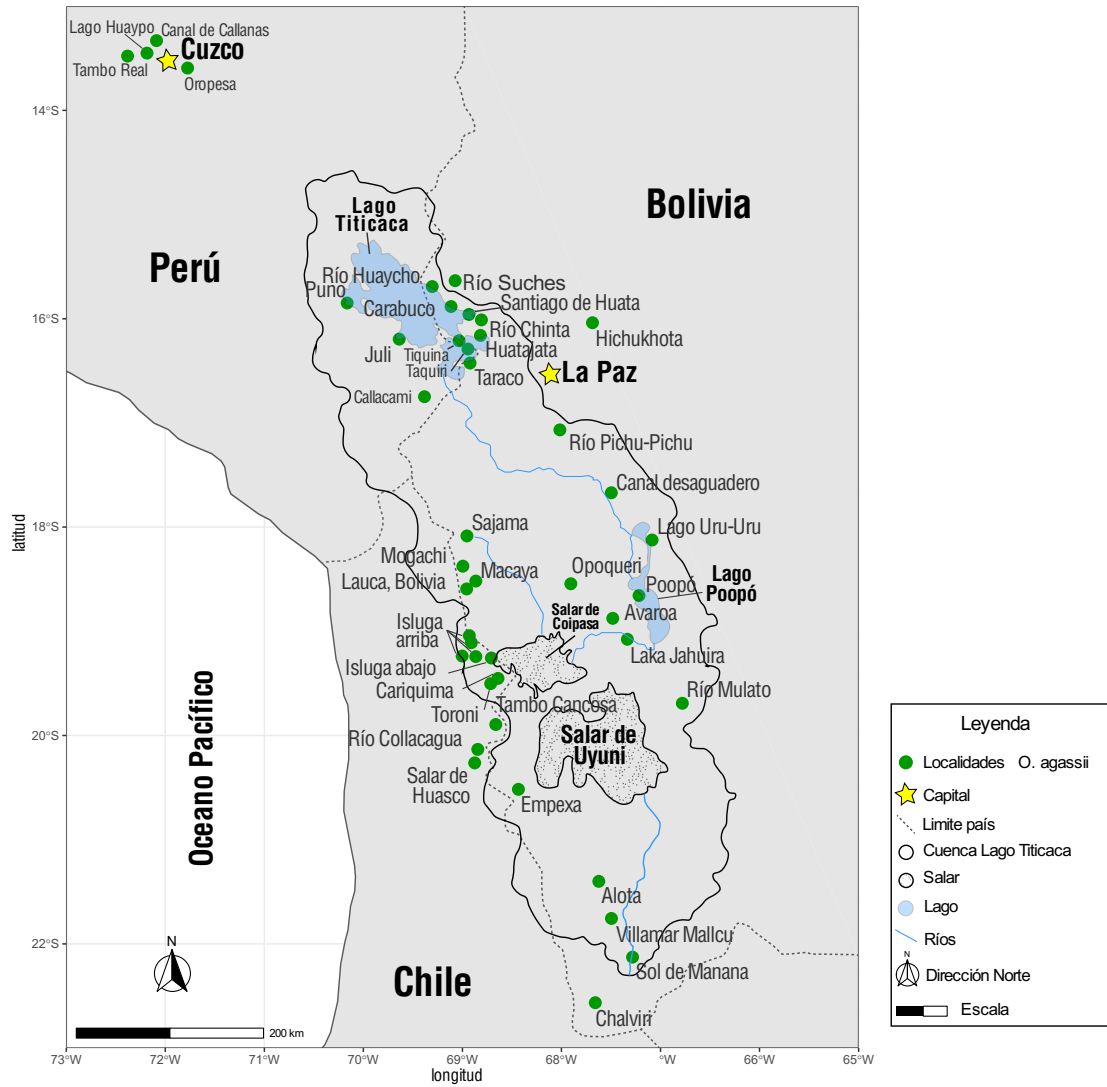 Lago Huaypo
Canal de Callanas
Cuzco
Tambo Real
Oropesa
14°S
Bolivia
Lago
Titicaca
Perú
Río Huaycho
Río Suches
Puno
Carabuco
Santiago de Huata
16°S
Río Chinta
Hichukhota
Juli
Tiquina
Huatajata
Taquiri
Taraco
La Paz
Callacami
Río Pichu-Pichu
Canal desaguadero
latitud
18°S
Sajama
Lago Uru-Uru
Mogachi
Macaya
Opoqueri
Lauca, Bolivia
Poopó
Lago
Poopó
Salar de
Coipasa
Avaroa
Isluga
arriba
Laka Jahuira
Isluga abajo
Cariquima
Río Mulato
Toroni
Tambo Cancosa
20°S
Río Collacagua
Salar de
Uyuni
Salar de
Huasco
Empexa
Oceano Pacífico
Alota
22°S
Villamar Mallcu
Sol de Manana
N
Chile
Chalviri
200 km
73°W
72°W
71°W
70°W
69°W
68°W
67°W
66°W
65°W
longitud
Leyenda
Localidades O. agassii
Capital
Limite país
Cuenca Lago Titicaca
Salar
Lago
Ríos
N
Dirección Norte
Escala